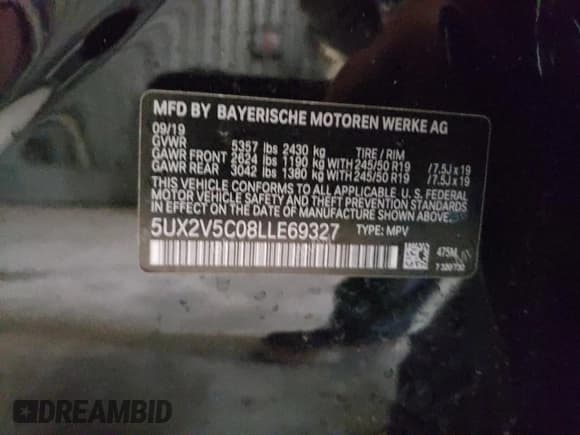 MFD BY BAYERISCHE MOTOREN WERKE AG
09/19
GVWR 5357 lbs 2430 kg TIRE / RIM
GAWR FRONT 2624 lbs 1190 kg WITH 245/50 R19 /7.5J x 19
GAWR REAR 3042 lbs 1380 kg WITH 245/50 R19 /7.5J x 19
THIS VEHICLE CONFORMS TO ALL APPLICABLE U. S. FEDERAL
MOTOR VEHICLE SAFETY AND THEFT PREVENTION STANDARDS
IN EFFECT ON THE DATE OF MANUFACTURE SHOWN ABOVE.
5UX2V5C08LLE69327 TYPE: MPV
475M
DREAMBID